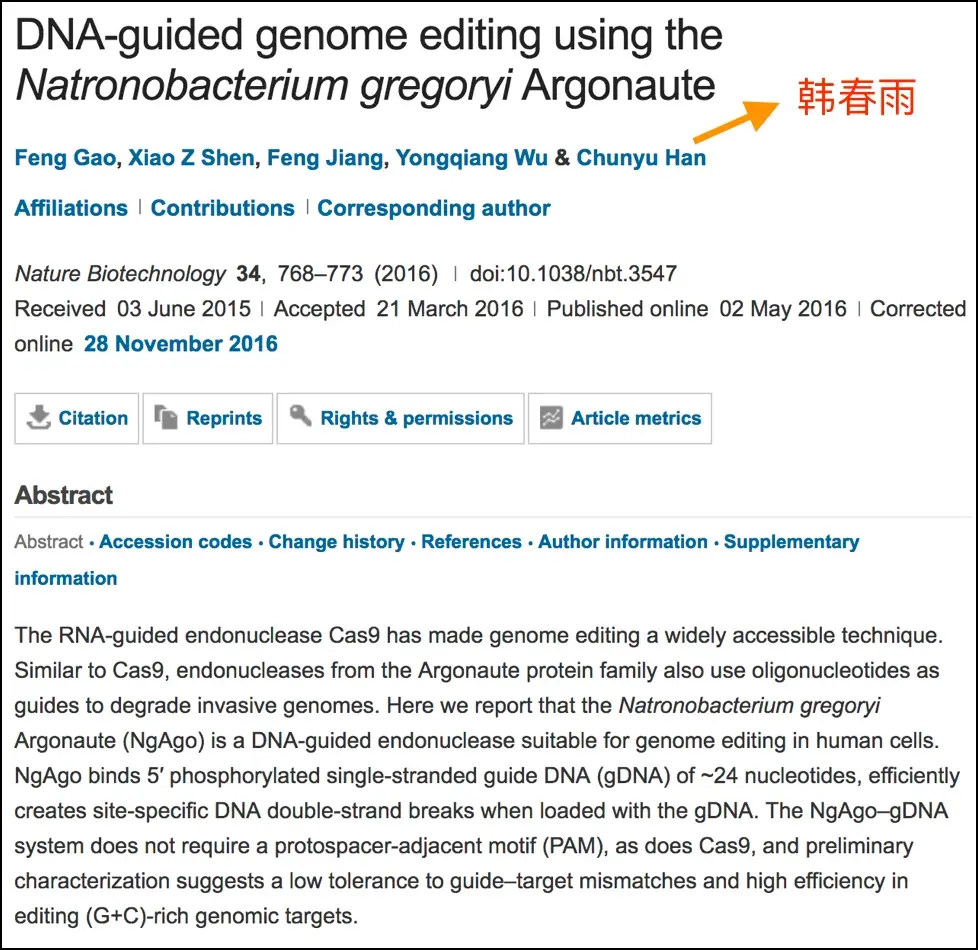 DNA-guided genome editing using the
Natronobacterium gregoryi Argonaute
韩春雨
Feng Gao, Xiao Z Shen, Feng Jiang, Yongqiang Wu & Chunyu Han
Affiliations | Contributions | Corresponding author
Nature Biotechnology 34, 768–773 (2016) | doi:10.1038/nbt.3547
Received 03 June 2015 | Accepted 21 March 2016 | Published online 02 May 2016 | Corrected
online 28 November 2016
Citation Reprints Rights & permissions Article metrics
Abstract
Abstract • Accession codes • Change history • References • Author information • Supplementary
information
The RNA-guided endonuclease Cas9 has made genome editing a widely accessible technique.
Similar to Cas9, endonucleases from the Argonaute protein family also use oligonucleotides as
guides to degrade invasive genomes. Here we report that the Natronobacterium gregoryi
Argonaute (NgAgo) is a DNA-guided endonuclease suitable for genome editing in human cells.
NgAgo binds 5′ phosphorylated single-stranded guide DNA (gDNA) of ~24 nucleotides, efficiently
creates site-specific DNA double-strand breaks when loaded with the gDNA. The NgAgo–gDNA
system does not require a protospacer-adjacent motif (PAM), as does Cas9, and preliminary
characterization suggests a low tolerance to guide–target mismatches and high efficiency in
editing (G+C)-rich genomic targets.